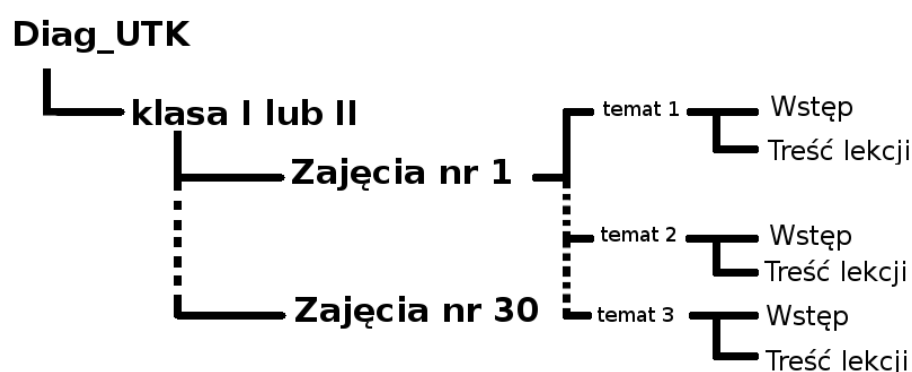 Diag_UTK
klasa I lub II
Zajęcia nr 1
temat 1
Wstęp
Treść lekcji
temat 2
Wstęp
Treść lekcji
Zajęcia nr 30
temat 3
Wstęp
Treść lekcji